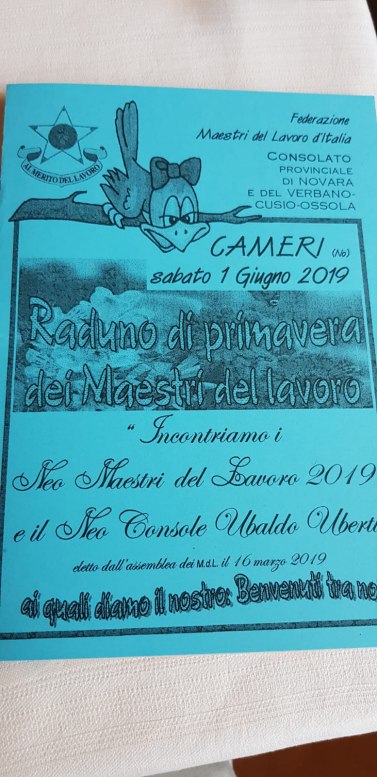 AL MERITO DEL LAVORO
Federazione
Maestri del Lavoro d'Italia
CONSOLATO
PROVINCIALE
DI NOVARA
E DEL VERBANO-
CUSIO-OSSOLA
CAMERI (No)
sabato 1 Giugno 2019
Raduno di primavera
dei Maestri del lavoro
" Incontriamo i
Neo Maestri del Lavoro 2019
e il Neo Console Ubaldo Uberti
eletto dall'assemblea dei M.d.L. il 16 marzo 2019
ai quali diamo il nostro: Benvenuti tra no